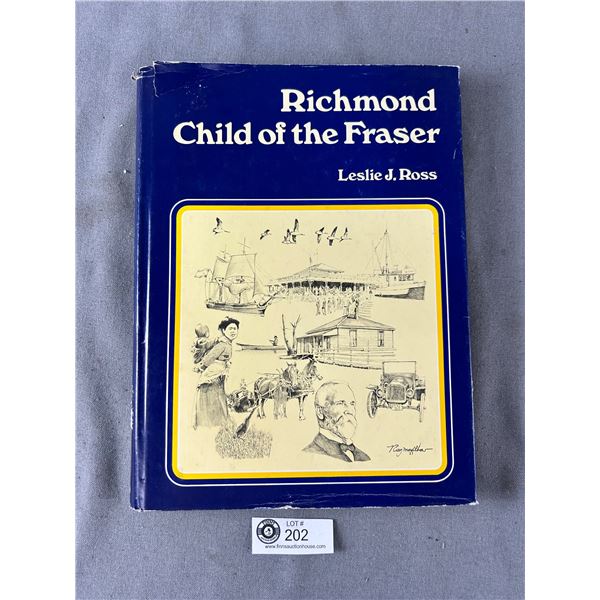 Richmond
Child of the Fraser
Leslie J. Ross
LOT #
202
www.finnsauctionhouse.com